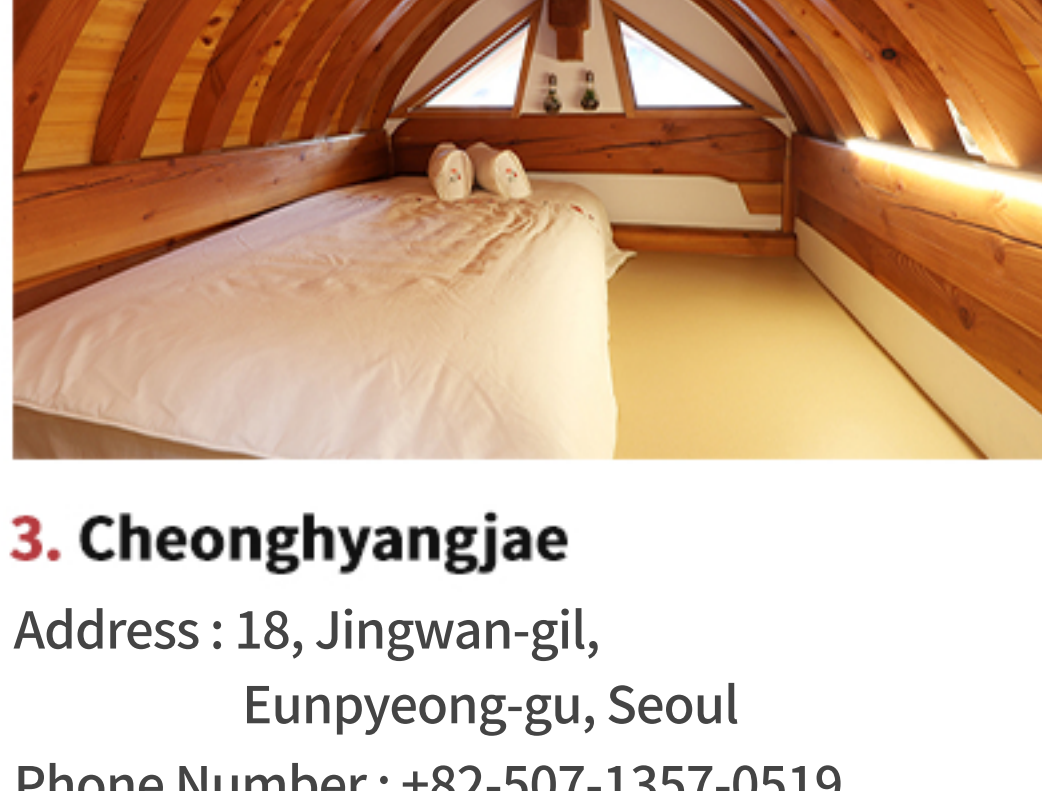 3. Cheonghyangjae
Address : 18, Jingwan-gil,
Eunpyeong-gu, Seoul
Phone Number : +82-507-1357-0519